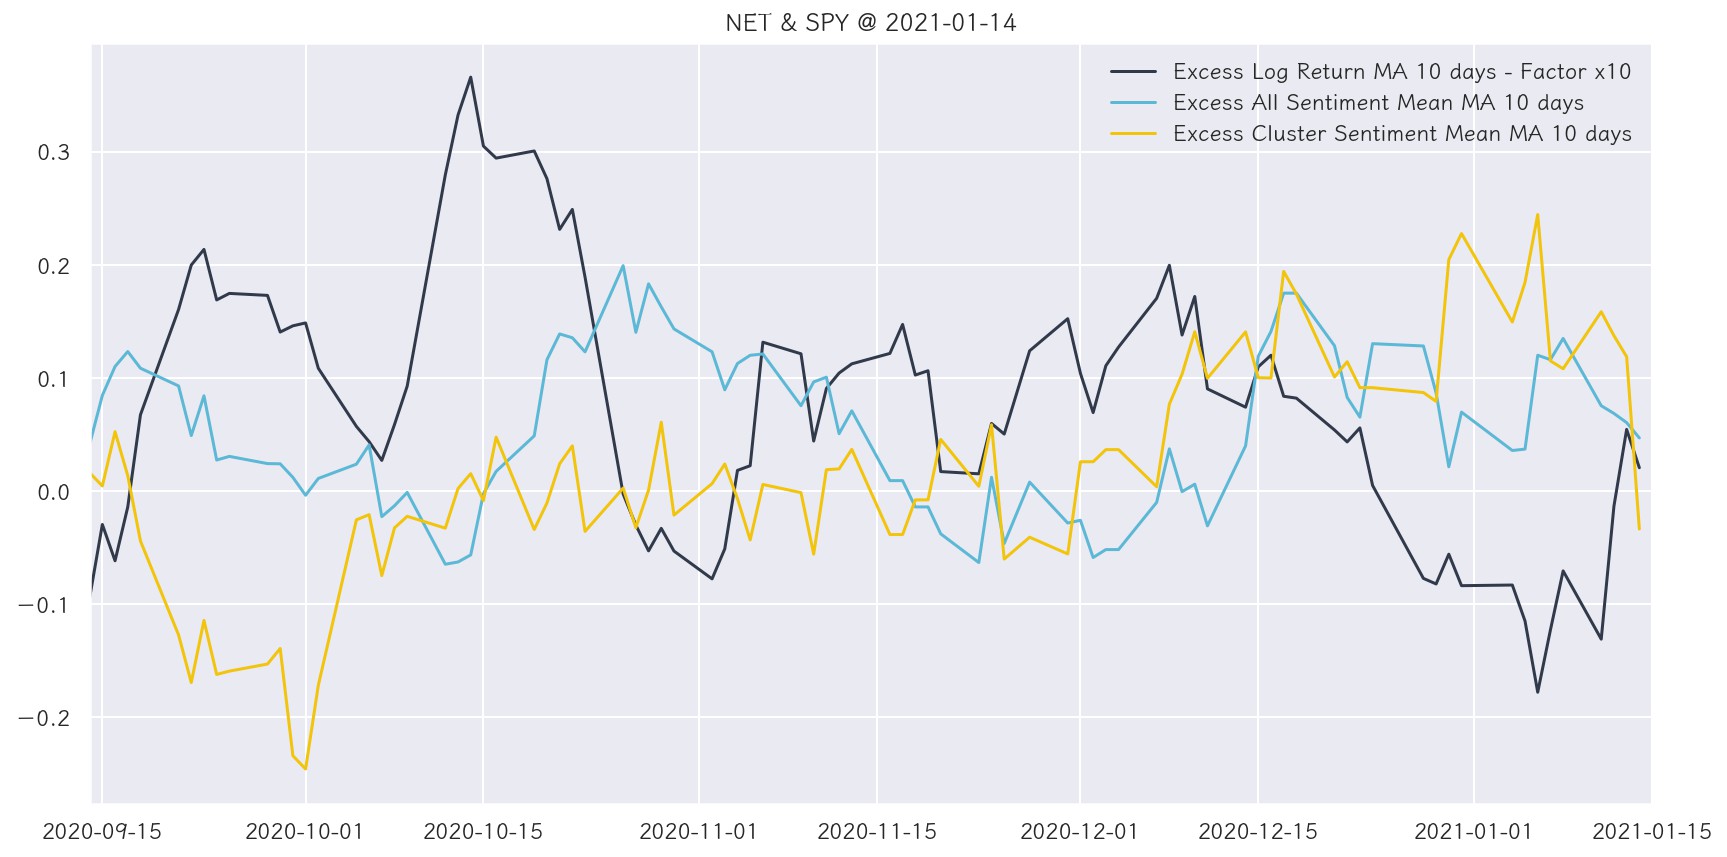 NET & SPY @ 2021-01-14
Excess Log Return MA 10 days - Factor x10
Excess All Sentiment Mean MA 10 days
Excess Cluster Sentiment Mean MA 10 days
0.3
0.2
0.1
0.0
−0.1
−0.2
2020-09-15 2020-10-01 2020-10-15 2020-11-01 2020-11-15 2020-12-01 2020-12-15 2021-01-01 2021-01-15